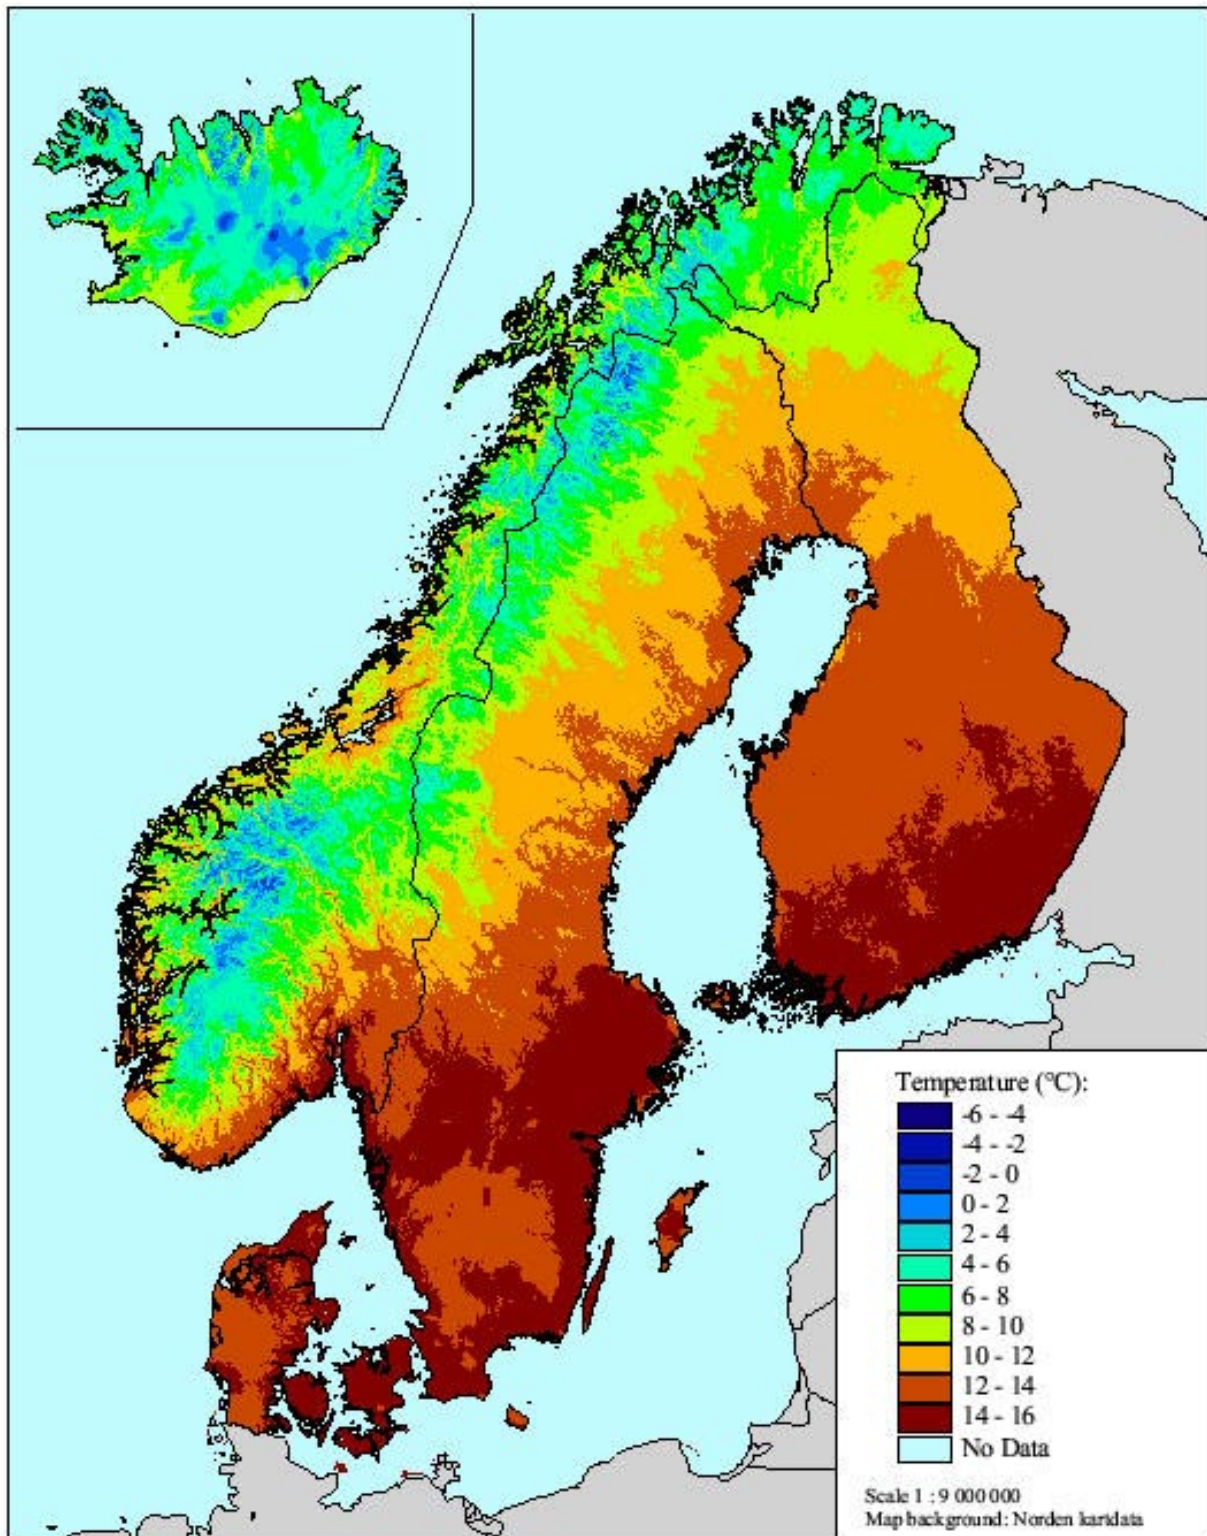 Temperature (°C):
-6 - -4
-4 - -2
-2 - 0
0 - 2
2 - 4
4 - 6
6 - 8
8 - 10
10 - 12
12 - 14
14 - 16
No Data
Scale 1 : 9 000 000
Map background: Norden kartdata